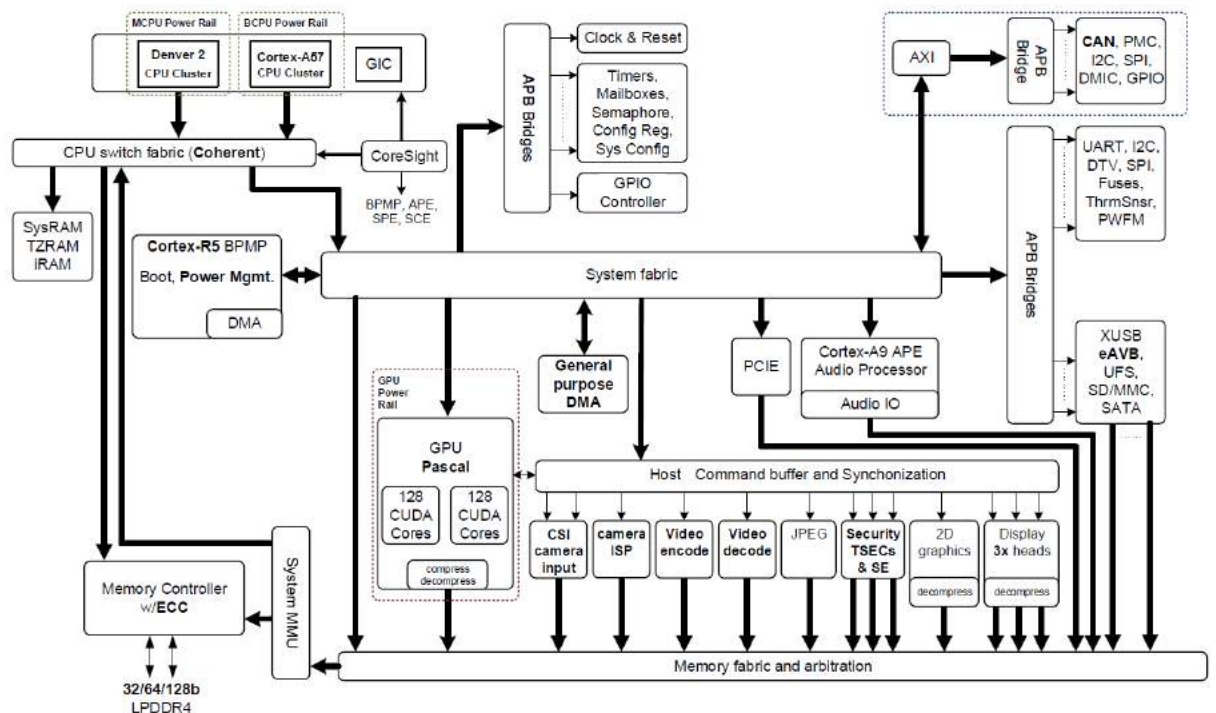 MCPU Power Rail
BCPU Power Rail
Denver 2
CPU Cluster
Cortex-A57
CPU Cluster
GIC
CPU switch fabric (Coherent)
CoreSight
BPMP, APE,
SPE, SCE
SysRAM
TZRAM
iRAM
Cortex-R5 BPMP
Boot, Power Mgmt.
DMA
APB Bridges
Clock & Reset
Timers,
Mailboxes,
Semaphore,
Config Reg,
Sys Config
GPIO
Controller
AXI
APB
Bridge
CAN, PMC,
I2C, SPI,
DMIC, GPIO
APB Bridges
UART, I2C,
DTV, SPI,
Fuses,
ThrmSnsr,
PWFM
XUSB
eAVB,
UFS,
SD/MMC,
SATA
System fabric
General
purpose
DMA
PCIE
Cortex-A9 APE
Audio Processor
Audio IO
GPU
Power
Rail
GPU
Pascal
128
CUDA
Cores
128
CUDA
Cores
compress
decompress
Host Command buffer and Synchonization
CSI
camera
input
camera
ISP
Video
encode
Video
decode
JPEG
Security
TSECs
& SE
2D
graphics
decompress
Display
3x heads
decompress
Memory Controller
w/ECC
System MMU
Memory fabric and arbitration
32/64/128b
LPDDR4